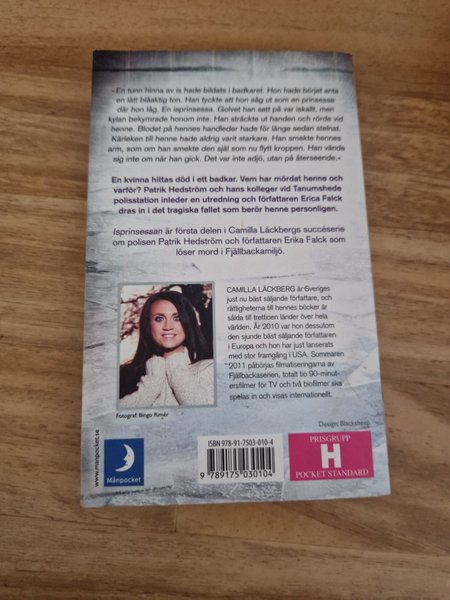 »En tunn hinna av is hade bildats i badkaret. Hon hade börjat anta
en lätt blåaktig ton. Han tyckte att hon såg ut som en prinsessa
där hon låg. En isprinsessa. Golvet han satt på var iskallt, men
kylan bekymrade honom inte. Han sträckte ut handen och rörde vid
henne. Blodet på hennes handleder hade för länge sedan stelnat.
Kärleken till henne hade aldrig varit starkare. Han smekte hennes
arm, som om han smekte den själ som nu flytt kroppen. Han vände
sig inte om när han gick. Det var inte adjö, utan på återseende.«
En kvinna hittas död i ett badkar. Vem har mördat henne och
varför? Patrik Hedström och hans kolleger vid Tanumshede
polisstation inleder en utredning och författaren Erica Falck
dras in i det tragiska fallet som berör henne personligen.
Isprinsessan är första delen i Camilla Läckbergs succéserie
om polisen Patrik Hedström och författaren Erika Falck som
löser mord i Fjällbackamiljö.
CAMILLA LÄCKBERG är Sveriges
just nu bäst säljande författare, och
rättigheterna till hennes böcker är
sålda till trettioen länder över hela
världen. År 2010 var hon dessutom
den sjunde bäst säljande författaren
i Europa och hon har just lanserats
med stor framgång i USA. Sommaren
2011 påbörjas filmatiseringarna av
Fjällbackaserien, totalt tio 90-minut-
ersfilmer för TV och två biofilmer ska
spelas in och visas internationellt.
Fotograf: Bingo Rimér
Design: Blacksheep
www.manpocket.se
Månpocket
ISBN 978-91-7503-010-4
9 789175 030104
PRISGRUPP
H
POCKET STANDARD